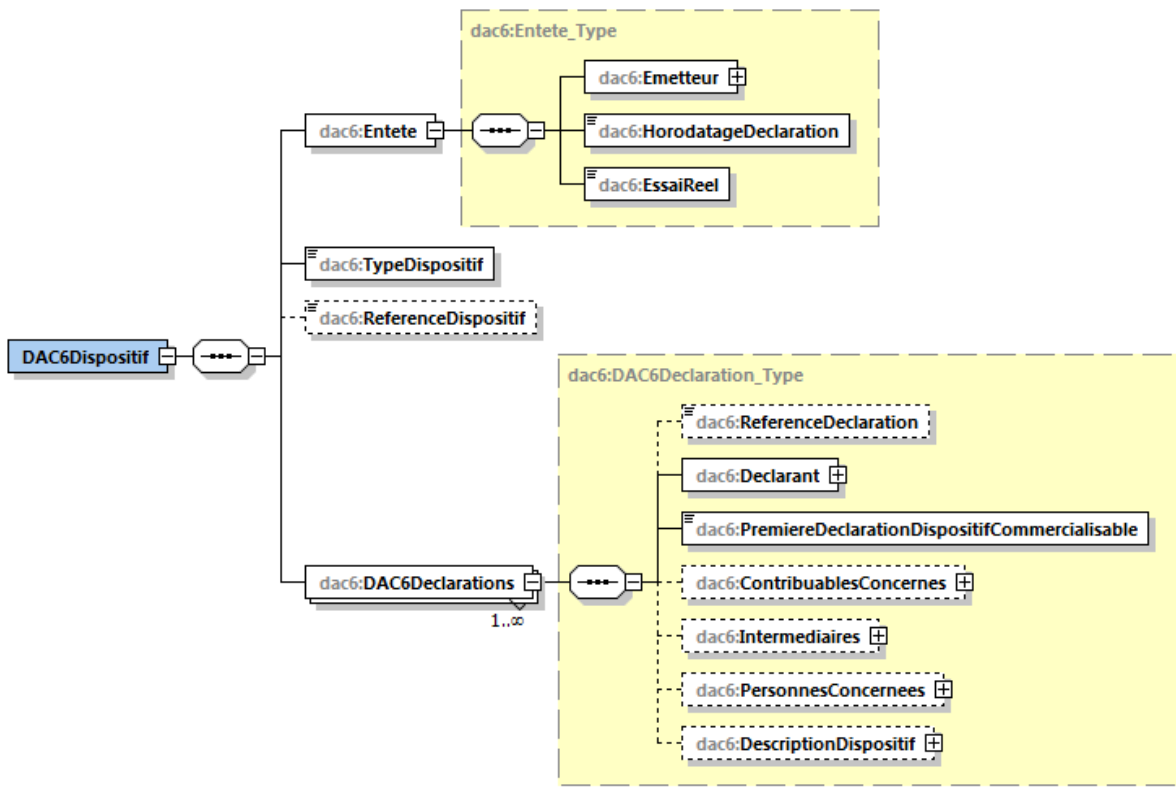 dac6:Entete_Type
dac6:Emetteur
dac6:Entete
dac6:HorodatageDeclaration
dac6:EssaiReel
dac6:TypeDispositif
dac6:ReferenceDispositif
DAC6Dispositif
dac6:DAC6Declaration_Type
dac6:ReferenceDeclaration
dac6:Declarant
dac6:PremiereDeclarationDispositifCommercialisable
dac6:DAC6Declarations
1..∞
dac6:ContribuablesConcernes
dac6:Intermediaires
dac6:PersonnesConcernees
dac6:DescriptionDispositif